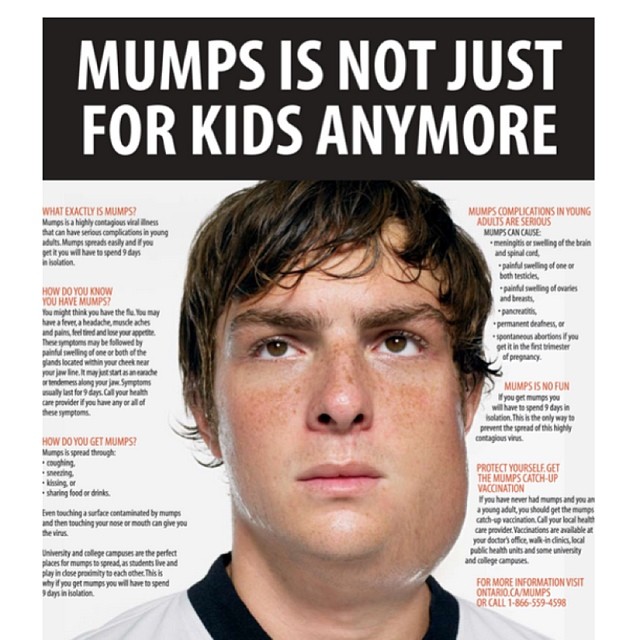 MUMPS IS NOT JUST
FOR KIDS ANYMORE
WHAT EXACTLY IS MUMPS?
Mumps is a highly contagious viral illness
that can have serious complications in young
adults. Mumps spreads easily and if you
get it you will have to spend 9 days
in isolation.
HOW DO YOU KNOW
YOU HAVE MUMPS?
You might think you have the flu. You may
have a fever, a headache, muscle aches
and pains, feel tired and lose your appetite.
These symptoms may be followed by
painful swelling of one or both of the
glands located within your cheek near
your jaw line. It may just start as an earache
or tenderness along your jaw. Symptoms
usually last for 9 days. Call your health
care provider if you have any or all of
these symptoms.
HOW DO YOU GET MUMPS?
Mumps is spread through:
• coughing,
• sneezing,
• kissing, or
• sharing food or drinks.
Even touching a surface contaminated by mumps
and then touching your nose or mouth can give you
the virus.
University and college campuses are the perfect
places for mumps to spread, as students live and
play in close proximity to each other. This is
why if you get mumps you will have to spend
9 days in isolation.
MUMPS COMPLICATIONS IN YOUNG
ADULTS ARE SERIOUS
MUMPS CAN CAUSE:
• meningitis or swelling of the brain
and spinal cord,
• painful swelling of one or
both testicles,
• painful swelling of ovaries
and breasts,
• pancreatitis,
• permanent deafness, or
• spontaneous abortions if you
get it in the first trimester
of pregnancy.
MUMPS IS NO FUN
If you get mumps you
will have to spend 9 days in
isolation. This is the only way to
prevent the spread of this highly
contagious virus.
PROTECT YOURSELF. GET
THE MUMPS CATCH-UP
VACCINATION
If you have never had mumps and you are
a young adult, you should get the mumps
catch-up vaccination. Call your local health
care provider. Vaccinations are available at
your doctor's office, walk-in clinics, local
public health units and some university
and college campuses.
FOR MORE INFORMATION VISIT
ONTARIO.CA/MUMPS
OR CALL 1-866-559-4598